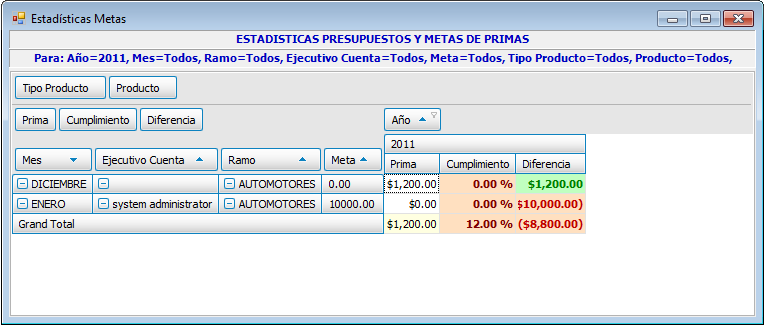 Estadísticas Metas
ESTADISTICAS PRESUPUESTOS Y METAS DE PRIMAS
Para: Año=2011, Mes=Todos, Ramo=Todos, Ejecutivo Cuenta=Todos, Meta=Todos, Tipo Producto=Todos, Producto=Todos,
Tipo Producto Producto
Prima Cumplimiento Diferencia Año
2011
Mes Ejecutivo Cuenta Ramo Meta Prima Cumplimiento Diferencia
DICIEMBRE AUTOMOTORES 0.00 $1,200.00 0.00 % $1,200.00
ENERO system administrator AUTOMOTORES 10000.00 $0.00 0.00 % $10,000.00)
Grand Total $1,200.00 12.00 % ($8,800.00)